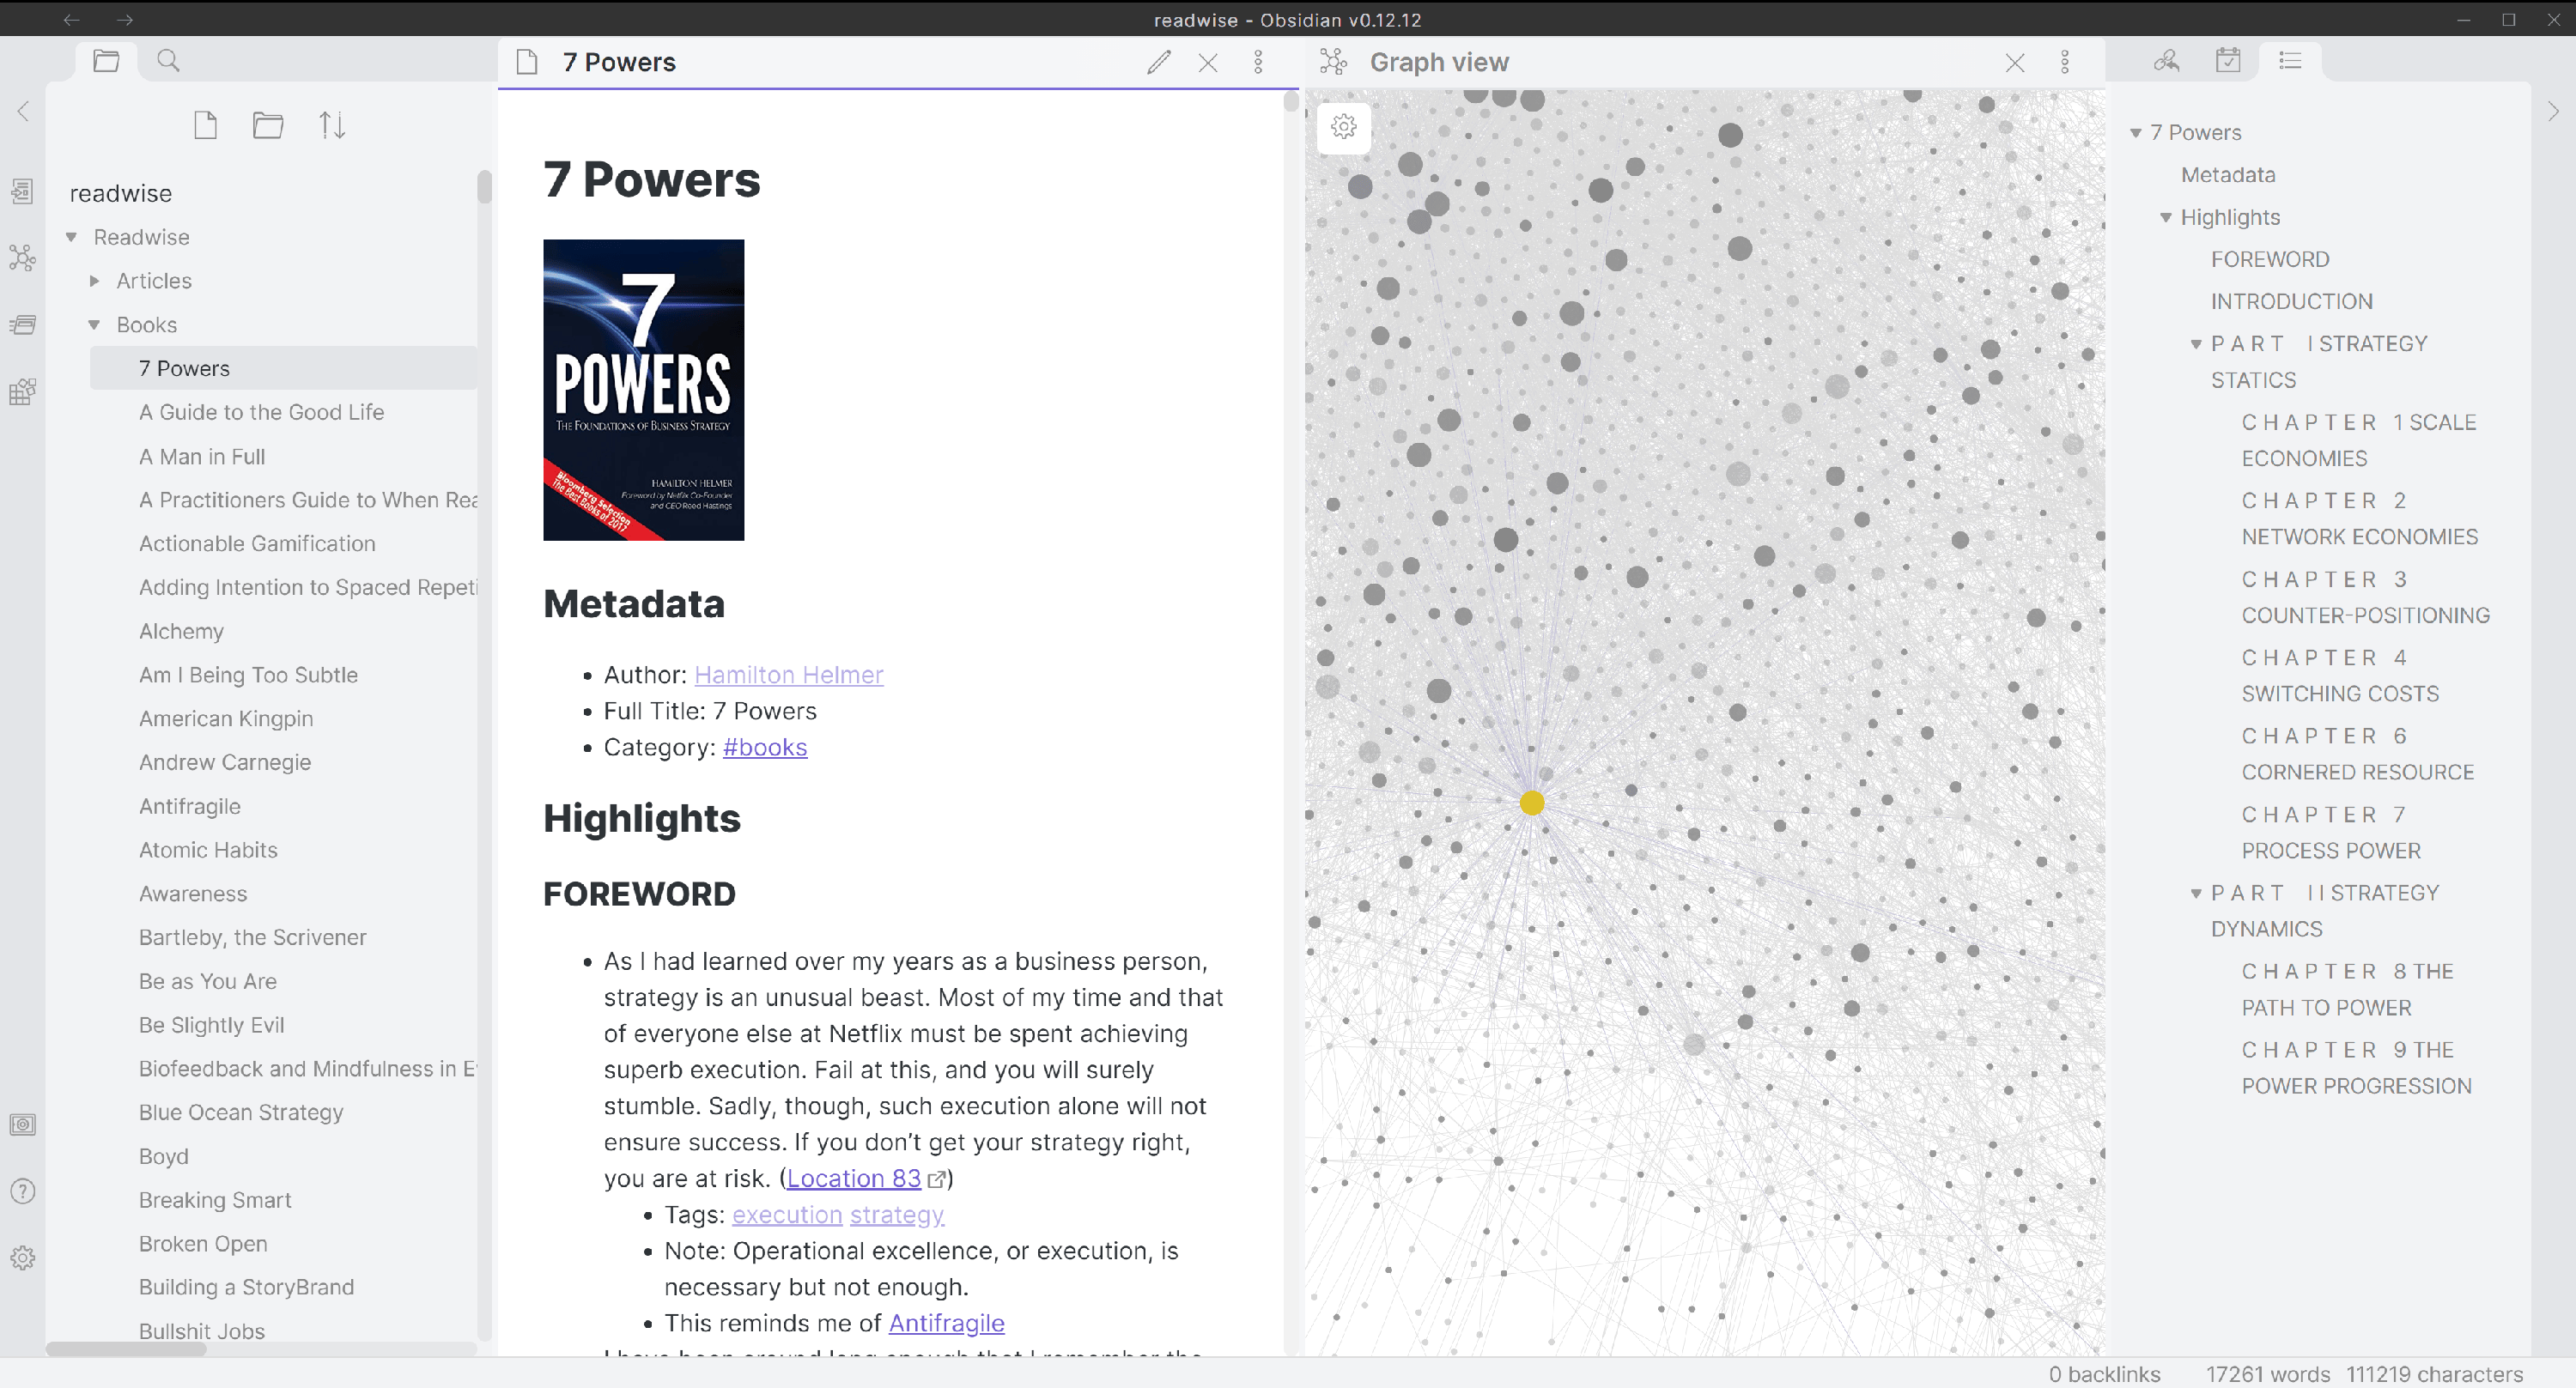 readwise - Obsidian v0.12.12
readwise
Readwise
Articles
Books
7 Powers
A Guide to the Good Life
A Man in Full
A Practitioners Guide to When Rea
Actionable Gamification
Adding Intention to Spaced Repeti
Alchemy
Am I Being Too Subtle
American Kingpin
Andrew Carnegie
Antifragile
Atomic Habits
Awareness
Bartleby, the Scrivener
Be as You Are
Be Slightly Evil
Biofeedback and Mindfulness in E
Blue Ocean Strategy
Boyd
Breaking Smart
Broken Open
Building a StoryBrand
Bullshit Jobs
7 Powers
7 Powers
7
POWERS
THE FOUNDATIONS OF BUSINESS STRATEGY
Bloomberg Selection
The Best Books of 2017
HAMILTON HELMER
Foreword by Netflix Co-Founder
and CEO Reed Hastings
Metadata
• Author: Hamilton Helmer
• Full Title: 7 Powers
• Category: #books
Highlights
FOREWORD
• As I had learned over my years as a business person,
strategy is an unusual beast. Most of my time and that
of everyone else at Netflix must be spent achieving
superb execution. Fail at this, and you will surely
stumble. Sadly, though, such execution alone will not
ensure success. If you don't get your strategy right,
you are at risk. (Location 83)
• Tags: execution strategy
• Note: Operational excellence, or execution, is
necessary but not enough.
• This reminds me of Antifragile
I have been around long enough that I remember the
Graph view
7 Powers
Metadata
Highlights
FOREWORD
INTRODUCTION
P A R T I STRATEGY
STATICS
C H A P T E R 1 SCALE
ECONOMIES
C H A P T E R 2
NETWORK ECONOMIES
C H A P T E R 3
COUNTER-POSITIONING
C H A P T E R 4
SWITCHING COSTS
C H A P T E R 6
CORNERED RESOURCE
C H A P T E R 7
PROCESS POWER
P A R T I I STRATEGY
DYNAMICS
C H A P T E R 8 THE
PATH TO POWER
C H A P T E R 9 THE
POWER PROGRESSION
0 backlinks 17261 words 111219 characters